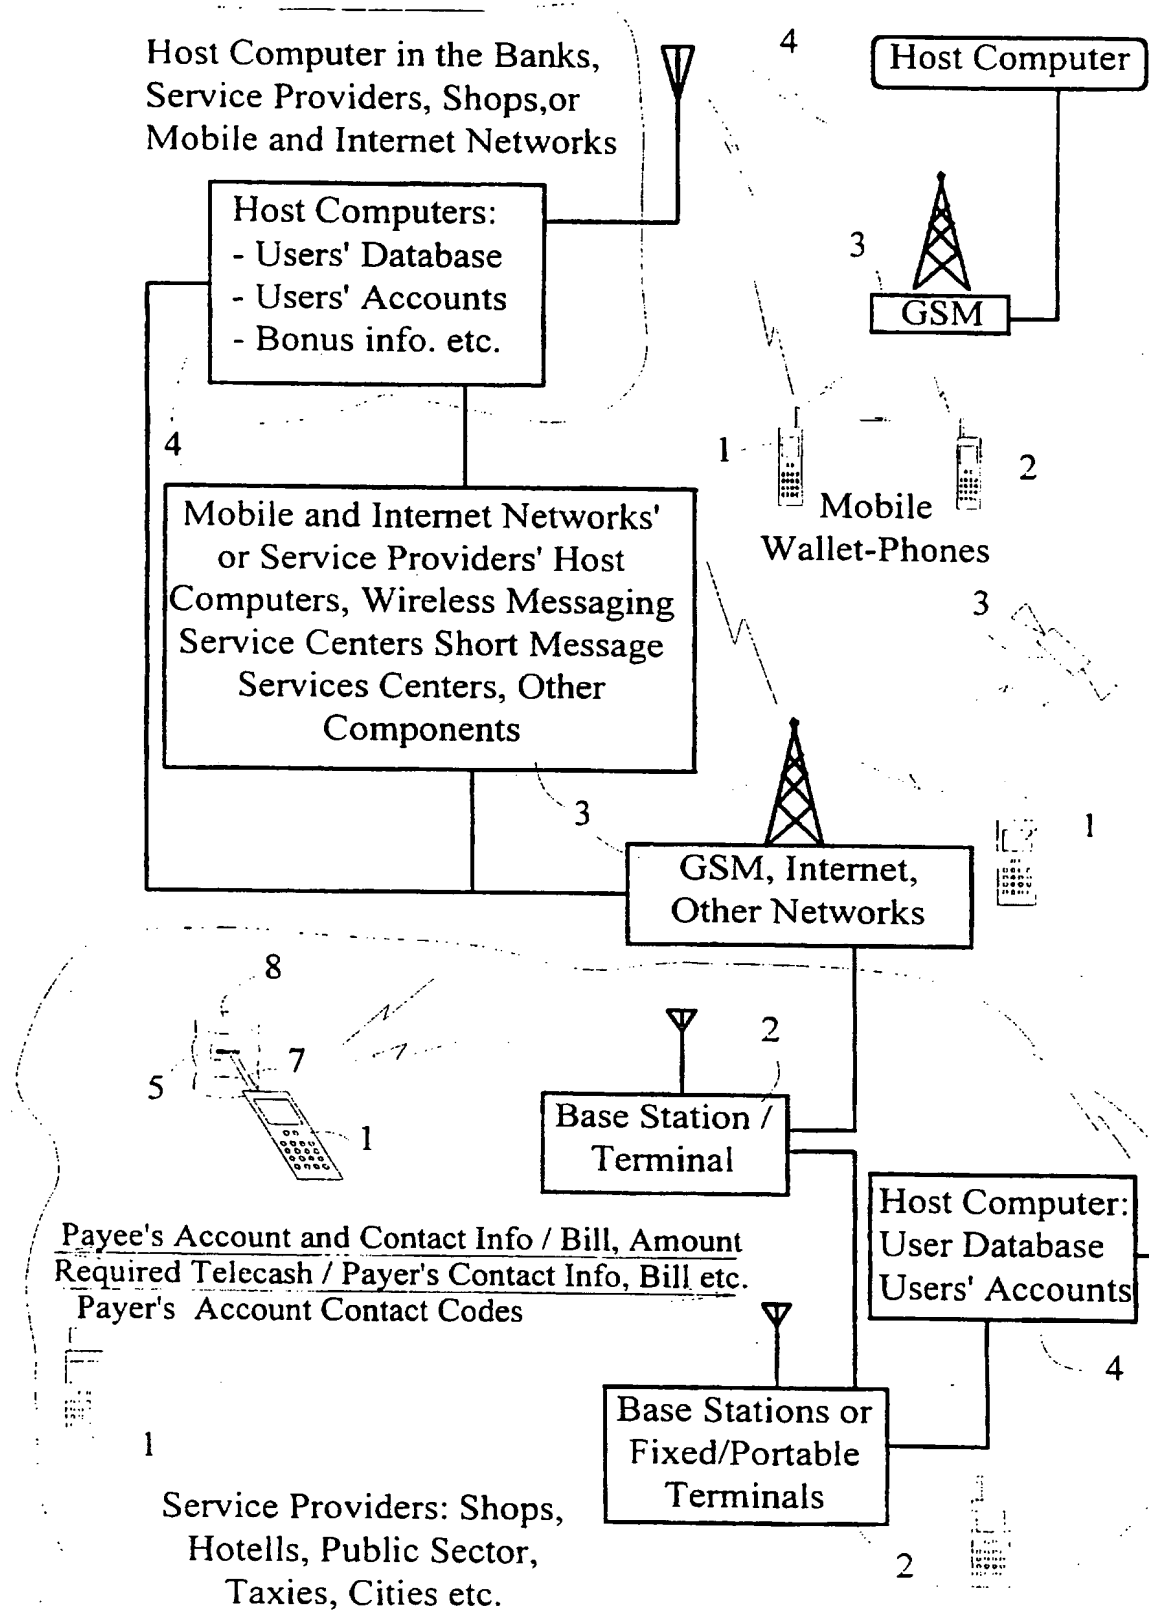 Host Computer in the Banks,
Service Providers, Shops,or
Mobile and Internet Networks
4
Host Computer
Host Computers:
- Users' Database
- Users' Accounts
- Bonus info. etc.
3
GSM
4
1
2
Mobile
Wallet-Phones
Mobile and Internet Networks'
or Service Providers' Host
Computers, Wireless Messaging
Service Centers Short Message
Services Centers, Other
Components
3
3
1
GSM, Internet,
Other Networks
8
5
7
1
2
Base Station /
Terminal
Host Computer:
User Database
Users' Accounts
4
Payee's Account and Contact Info / Bill, Amount
Required Telecash / Payer's Contact Info, Bill etc.
Payer's Account Contact Codes
1
Base Stations or
Fixed/Portable
Terminals
2
Service Providers: Shops,
Hotells, Public Sector,
Taxies, Cities etc.